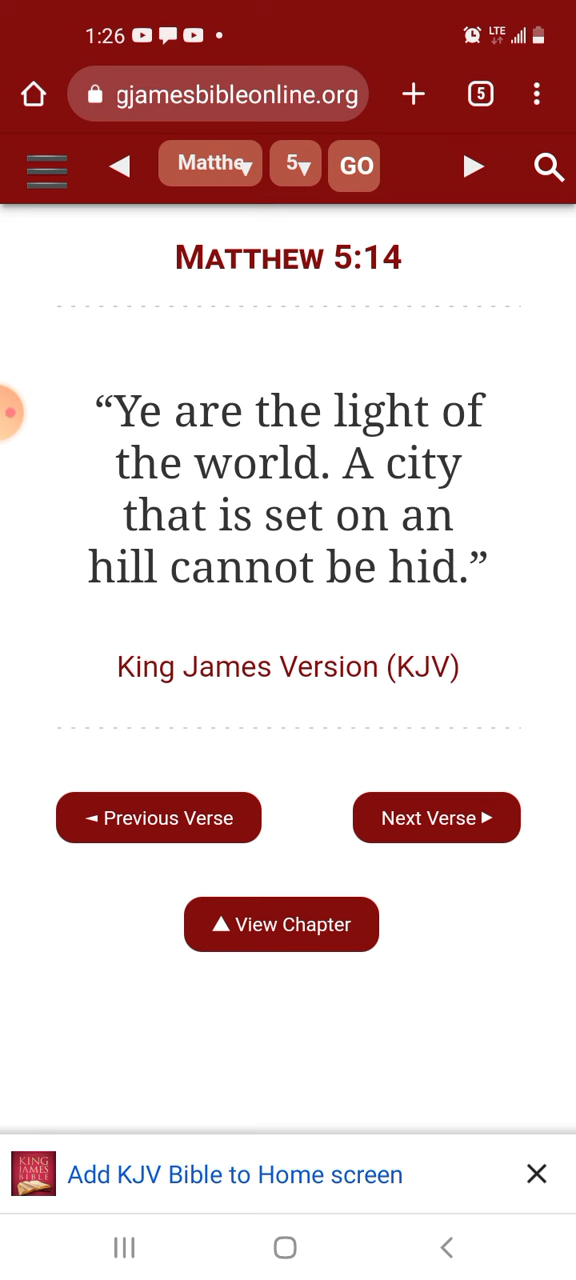 1:26
LTE
gjamesbibleonline.org
5
Matthe
5
GO
MATTHEW 5:14
“Ye are the light of
the world. A city
that is set on an
hill cannot be hid.”
King James Version (KJV)
◄ Previous Verse
Next Verse ►
▲ View Chapter
KING
JAMES
BIBLE
Add KJV Bible to Home screen